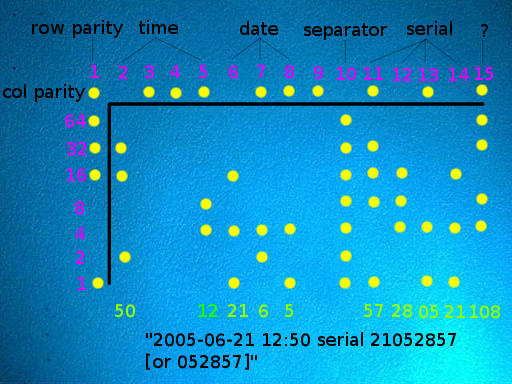 row parity time date separator serial ?
1 2 3 4 5 6 7 8 9 10 11 12 13 14 15
col parity
64
32
16
8
4
2
1
50 12 21 6 5 57 28 05 21 108
"2005-06-21 12:50 serial 21052857
[or 052857]"